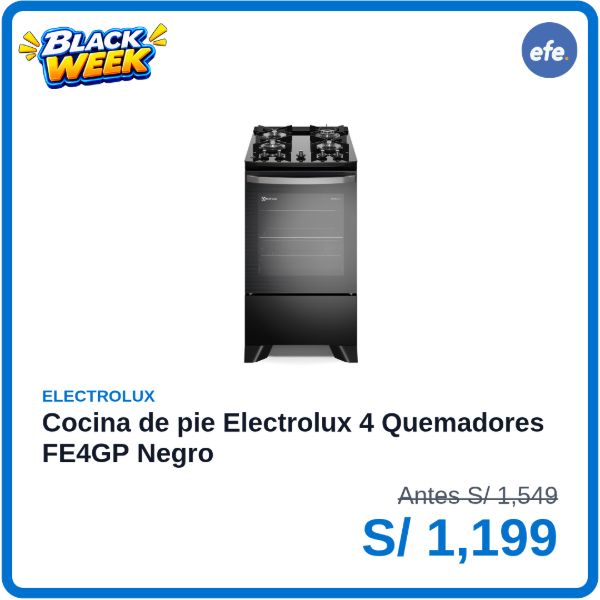 BLACK
WEEK
efe.
ELECTROLUX
Cocina de pie Electrolux 4 Quemadores
FE4GP Negro
Antes S/ 1,549
S/ 1,199